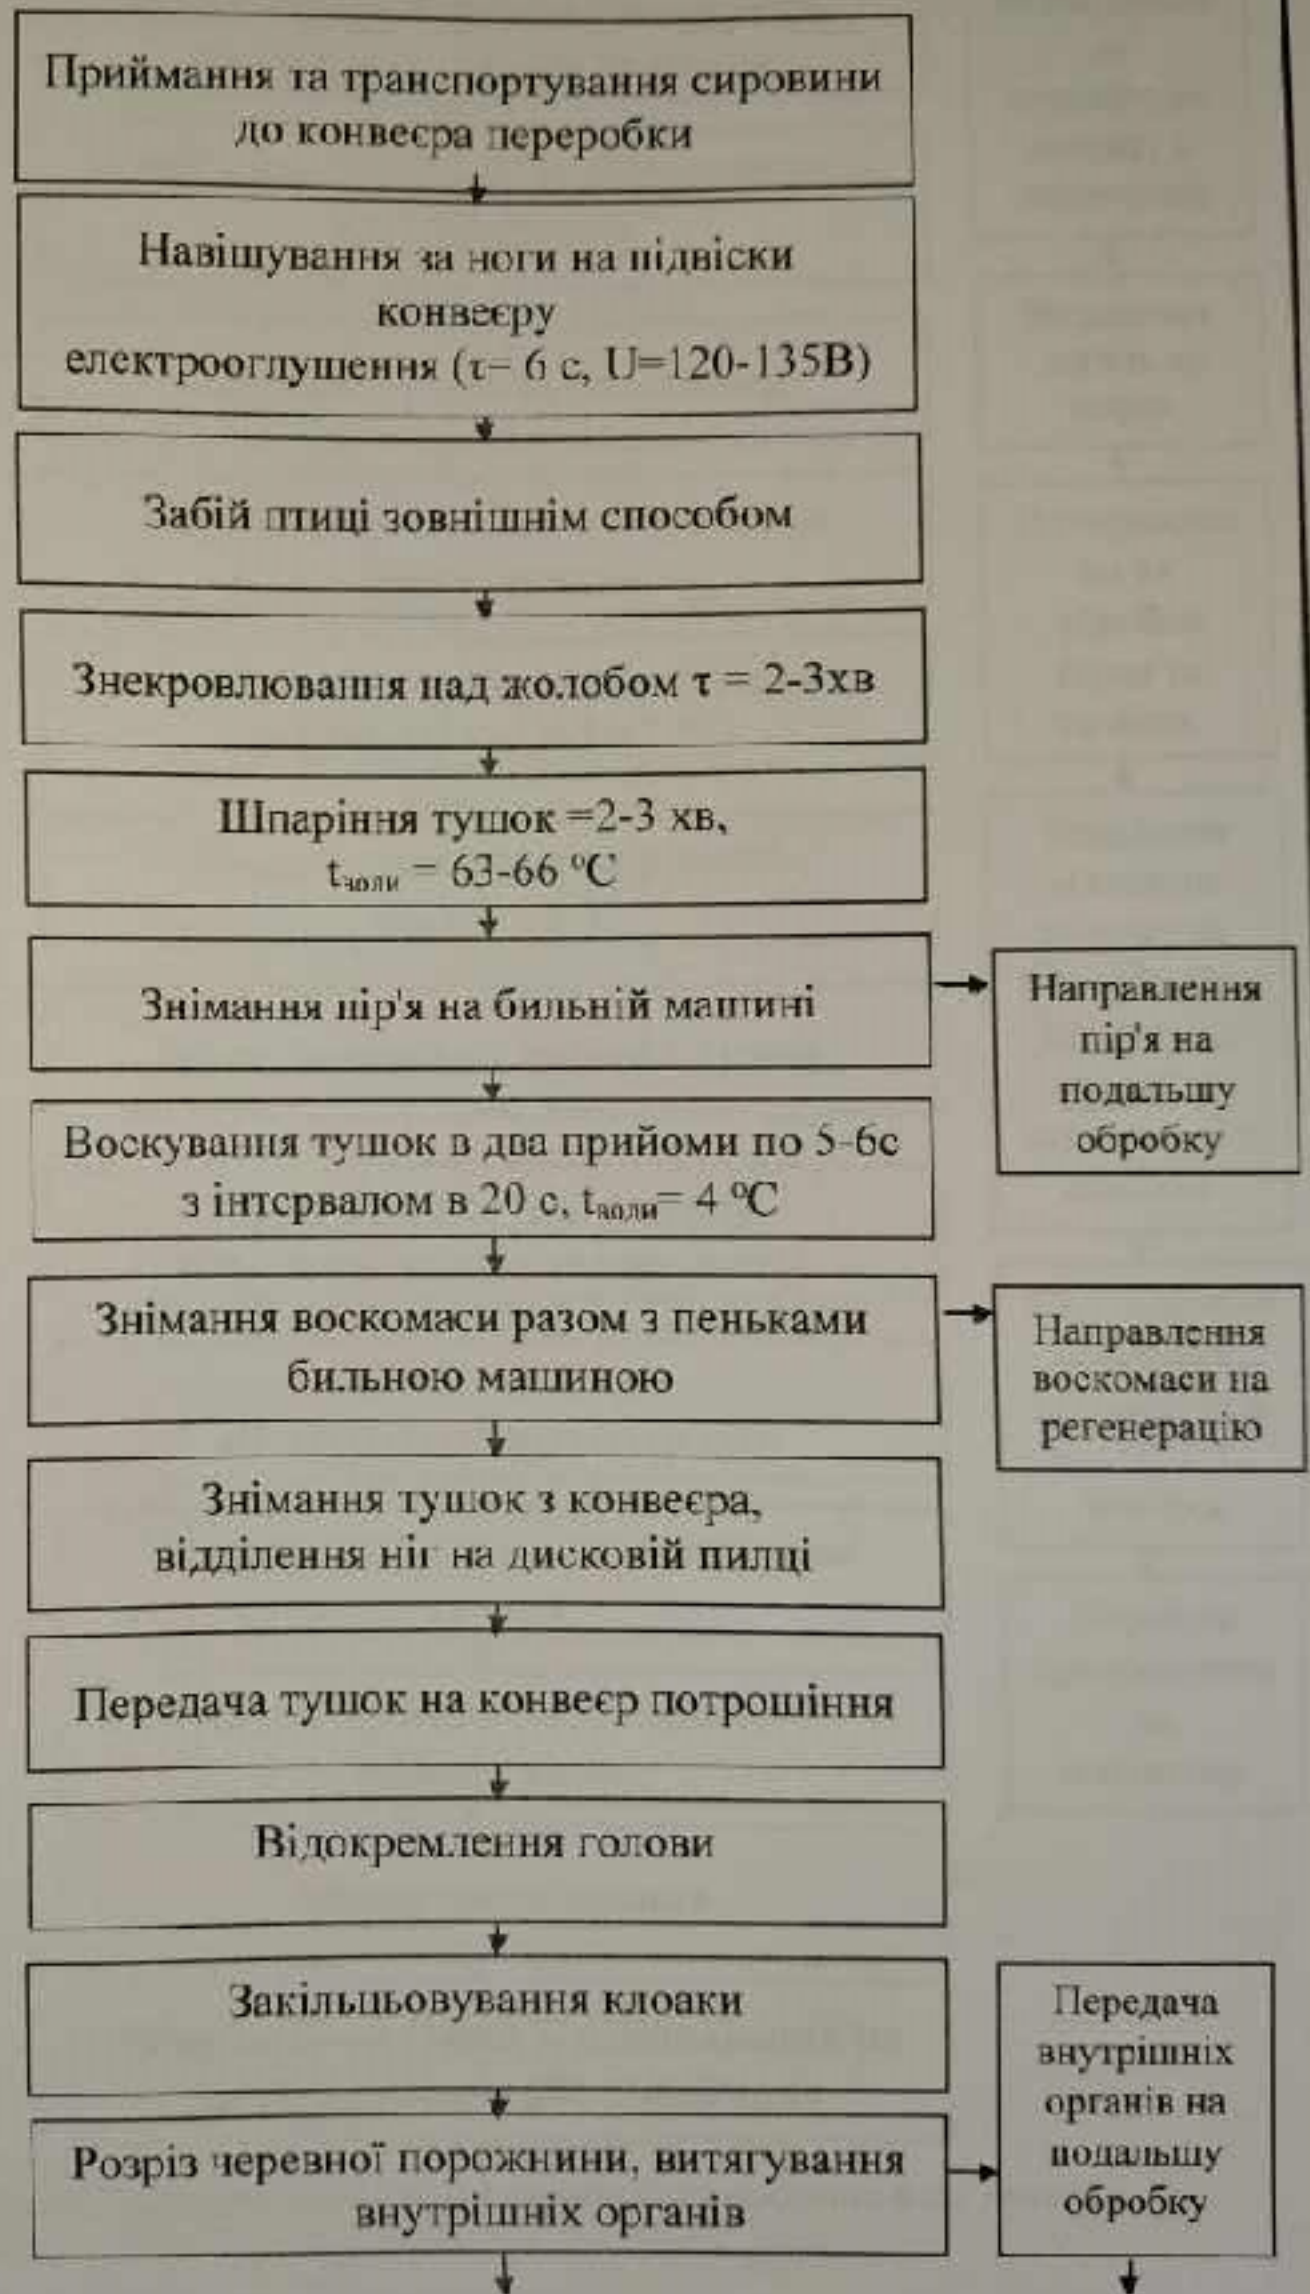 Приймання та транспортування сировини
до конвеєра переробки
Навішування за ноги на підвіски
конвеєру
електрооглушення (τ= 6 с, U=120-135В)
Забій птиці зовнішнім способом
Знекровлювання над жолобом τ = 2-3хв
Шпаріння тушок =2-3 хв,
tводи = 63-66 ºС
Знімання пір'я на бильній машині
Направлення
пір'я на
подальшу
обробку
Воскування тушок в два прийоми по 5-6с
з інтервалом в 20 с, tводи= 4 ºС
Знімання воскомаси разом з пеньками
бильною машиною
Направлення
воскомаси на
регенерацію
Знімання тушок з конвеєра,
відділення ніг на дисковій пилці
Передача тушок на конвеєр потрошіння
Відокремлення голови
Закільцьовування клоаки
Розріз черевної порожнини, витягування
внутрішніх органів
Передача
внутрішніх
органів на
подальшу
обробку